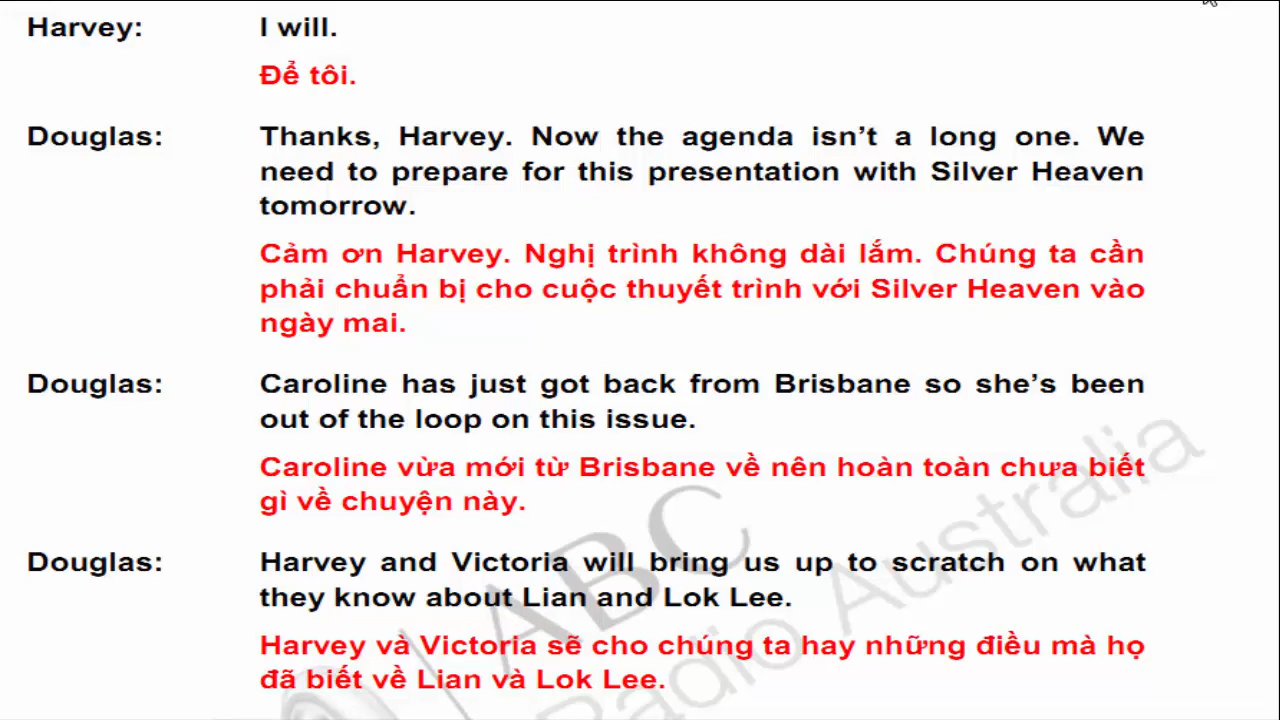 Harvey: I will.
Để tôi.
Douglas: Thanks, Harvey. Now the agenda isn't a long one. We
need to prepare for this presentation with Silver Heaven
tomorrow.
Cảm ơn Harvey. Nghị trình không dài lắm. Chúng ta cần
phải chuẩn bị cho cuộc thuyết trình với Silver Heaven vào
ngày mai.
Douglas: Caroline has just got back from Brisbane so she's been
out of the loop on this issue.
Caroline vừa mới từ Brisbane về nên hoàn toàn chưa biết
gì về chuyện này.
Douglas: Harvey and Victoria will bring us up to scratch on what
they know about Lian and Lok Lee.
Harvey và Victoria sẽ cho chúng ta hay những điều mà họ
đã biết về Lian và Lok Lee.
ABC
Radio Australia